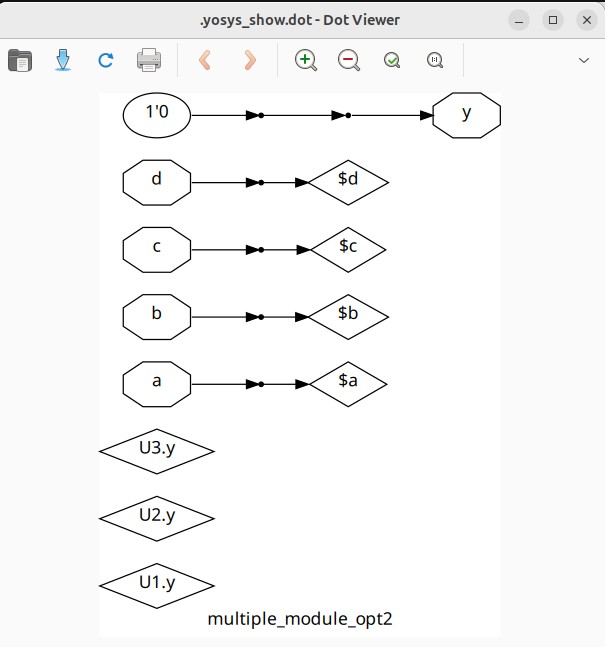 .yosys_show.dot - Dot Viewer
1'0 y
d $d
c $c
b $b
a $a
U3.y
U2.y
U1.y
multiple_module_opt2